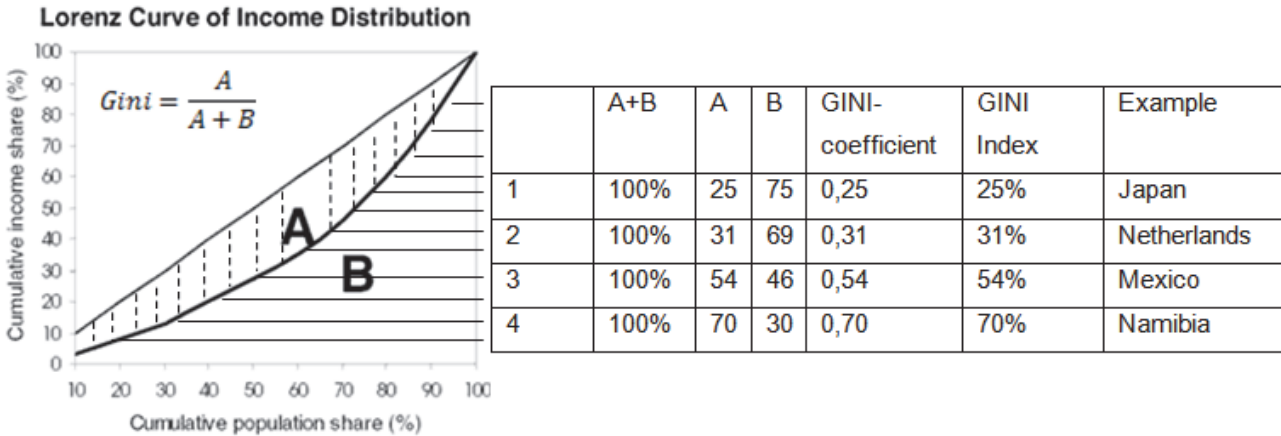 Lorenz Curve of Income Distribution
Cumulative income share (%)
100
90
80
70
60
50
40
30
20
10
0
Gini = A / A + B
A
B
10 20 30 40 50 60 70 80 90 100
Cumulative population share (%)
A+B A B GINI-coefficient GINI Index Example
1 100% 25 75 0,25 25% Japan
2 100% 31 69 0,31 31% Netherlands
3 100% 54 46 0,54 54% Mexico
4 100% 70 30 0,70 70% Namibia